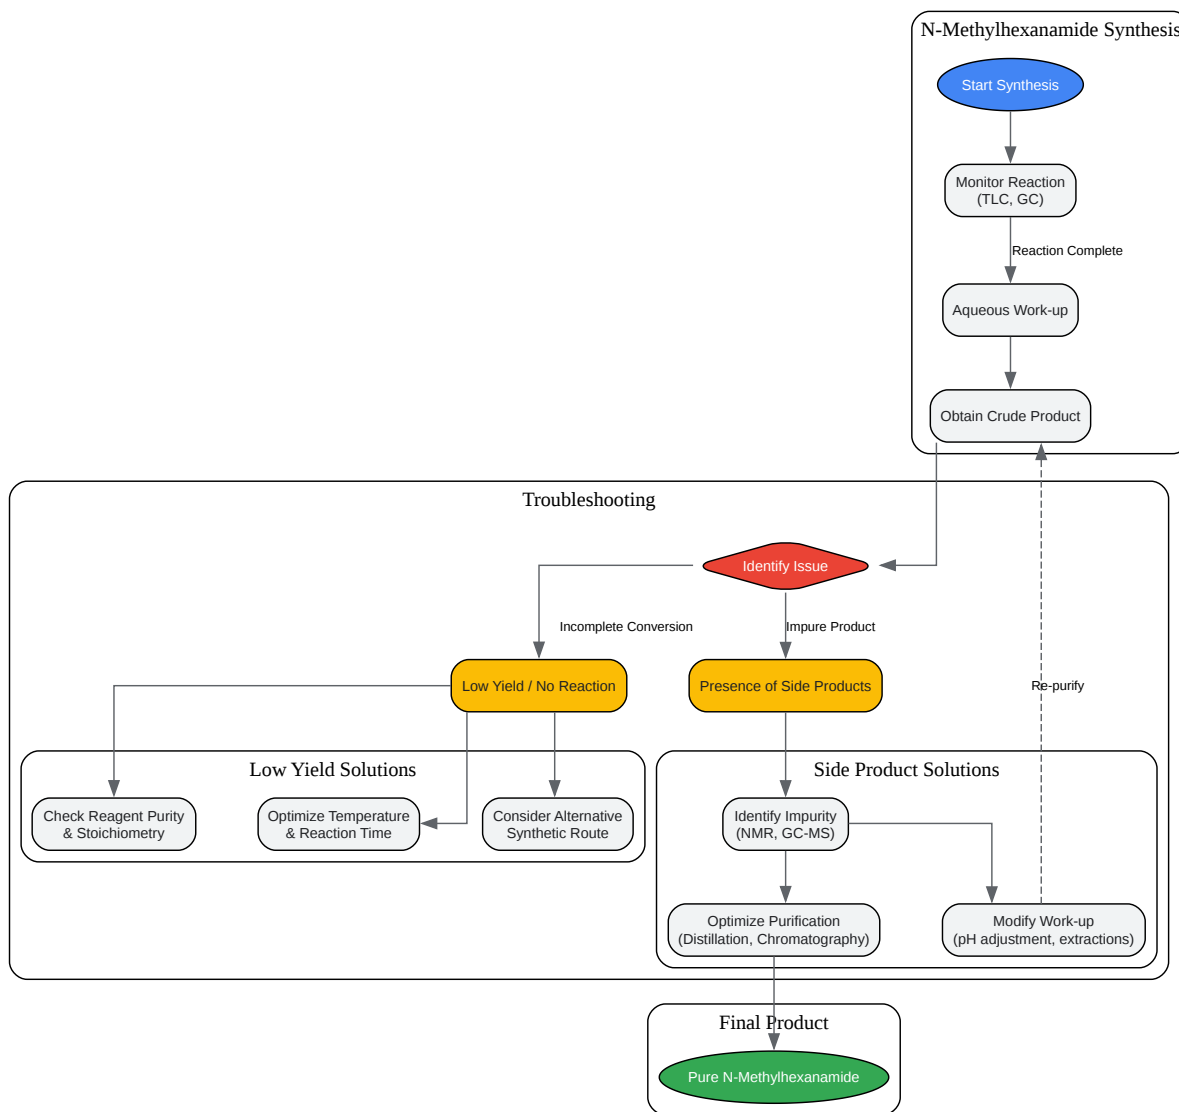 N-Methylhexanamide Synthesis
Start Synthesis
Monitor Reaction
(TLC, GC)
Reaction Complete
Aqueous Work-up
Obtain Crude Product
Troubleshooting
Identify Issue
Incomplete Conversion
Impure Product
Low Yield / No Reaction
Presence of Side Products
Re-purify
Low Yield Solutions
Check Reagent Purity
& Stoichiometry
Optimize Temperature
& Reaction Time
Consider Alternative
Synthetic Route
Side Product Solutions
Identify Impurity
(NMR, GC-MS)
Optimize Purification
(Distillation, Chromatography)
Modify Work-up
(pH adjustment, extractions)
Final Product
Pure N-Methylhexanamide